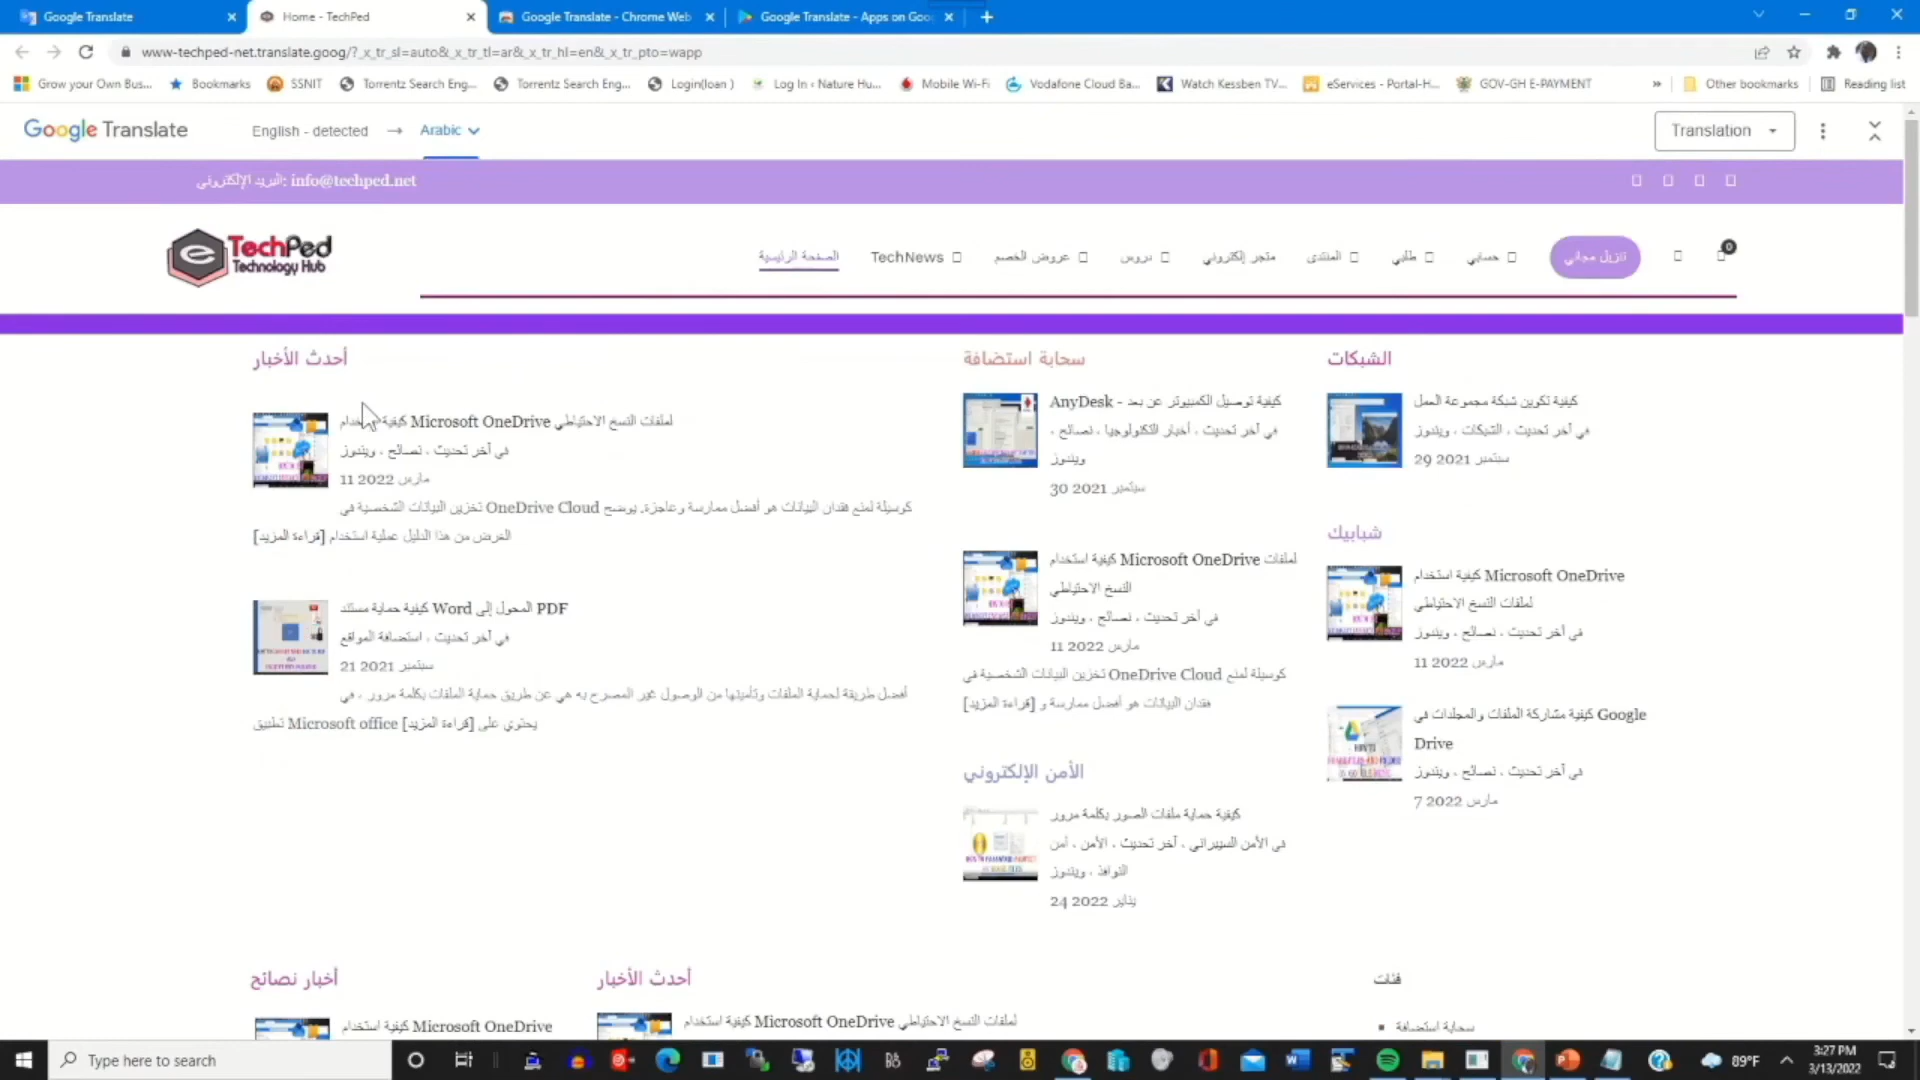 Google Translate
Home - TechPed
Google Translate - Chrome Web
Google Translate - Apps on Goo
www-techped-net.translate.goog/?_x_tr_sl=auto&_x_tr_tl=ar&_x_tr_hl=en&_x_tr_pto=wapp
Grow your Own Bus...
Bookmarks
SSNIT
Torrentz Search Eng...
Torrentz Search Eng...
Login(loan )
Log In ‹ Nature Hu...
Mobile Wi-Fi
Vodafone Cloud Ba...
Watch Kessben TV...
eServices - Portal-H...
GOV-GH E-PAYMENT
»
Other bookmarks
Reading list
Google Translate
English - detected → Arabic
Translation
البريد الإلكتروني: info@techped.net
TechPed
Technology Hub
الصفحة الرئيسية
TechNews
عروض الخصم
دروس
متجر إلكتروني
المنتدى
طلبي
حسابي
تنزيل مجاني
0
أحدث الأخبار
لملفات النسخ الاحتياطي Microsoft OneDrive كيفية
في آخر تحديث ، نصائح ، ويندوز
مارس 2022 11
كوسيلة لمنع فقدان البيانات هو أفضل ممارسة وعاجزة. يوضح OneDrive Cloud تخزين البيانات الشخصية في
الغرض من هذا الدليل عملية استخدام [قراءة المزيد]
PDF المحول إلى Word كيفية حماية مستند
في آخر تحديث ، استضافة المواقع
سبتمبر 2021 21
أفضل طريقة لحماية الملفات وتأمينها من الوصول غير المصرح به هي عن طريق حماية الملفات بكلمة مرور ، في
يحتوي على [قراءة المزيد] Microsoft office تطبيق
سحابة استضافة
كيفية توصيل الكمبيوتر عن بعد - AnyDesk
في آخر تحديث ، أخبار التكنولوجيا ، نصائح ،
ويندوز
سبتمبر 2021 30
لملفات Microsoft OneDrive كيفية استخدام
النسخ الاحتياطي
في آخر تحديث ، نصائح ، ويندوز
مارس 2022 11
كوسيلة لمنع OneDrive Cloud تخزين البيانات الشخصية في
فقدان البيانات هو أفضل ممارسة و [قراءة المزيد]
الأمن الإلكتروني
كيفية حماية ملفات الصور بكلمة مرور
في الأمن السيبراني ، آخر تحديث ، الأمن ، أمن
النوافذ ، ويندوز
يناير 2022 24
الشبكات
كيفية تكوين شبكة مجموعة العمل
في آخر تحديث ، الشبكات ، ويندوز
سبتمبر 2021 29
شبابيك
Microsoft OneDrive كيفية استخدام
لملفات النسخ الاحتياطي
في آخر تحديث ، نصائح ، ويندوز
مارس 2022 11
Google كيفية مشاركة الملفات والمجلدات في
Drive
في آخر تحديث ، نصائح ، ويندوز
مارس 2022 7
أخبار نصائح
Microsoft OneDrive كيفية استخدام
أحدث الأخبار
لملفات النسخ الاحتياطي Microsoft OneDrive كيفية استخدام
فئات
سحابة استضافة
Type here to search
89°F
3:27 PM
3/13/2022